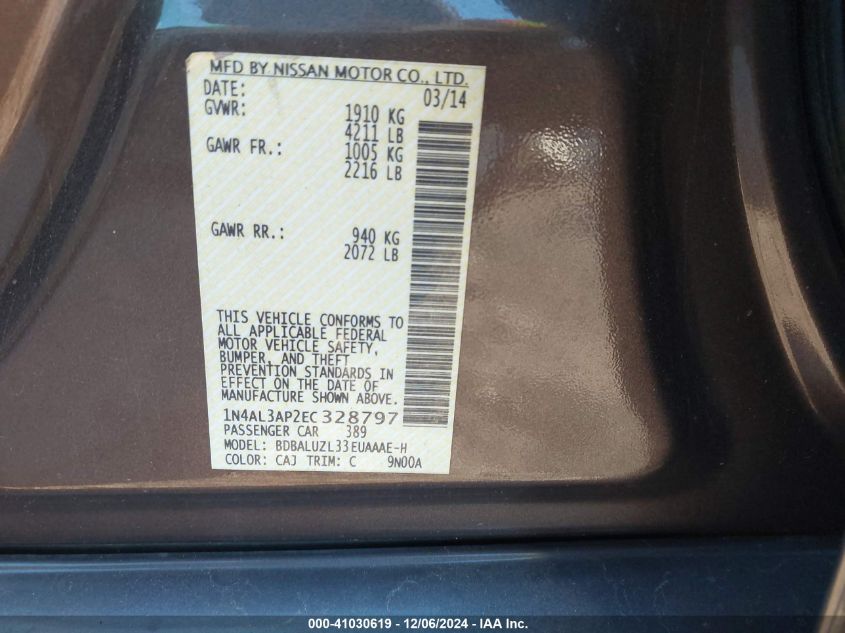 MFD BY NISSAN MOTOR CO., LTD.
DATE: 03/14
GVWR: 1910 KG
4211 LB
GAWR FR.: 1005 KG
2216 LB
GAWR RR.: 940 KG
2072 LB
THIS VEHICLE CONFORMS TO
ALL APPLICABLE FEDERAL
MOTOR VEHICLE SAFETY,
BUMPER, AND THEFT
PREVENTION STANDARDS IN
EFFECT ON THE DATE OF
MANUFACTURE SHOWN ABOVE.
1N4AL3AP2EC328797
PASSENGER CAR 389
MODEL: BDBALUZL33EUAAAE-H
COLOR: CAJ TRIM: C 9N00A
000-41030619 - 12/06/2024 - IAA Inc.